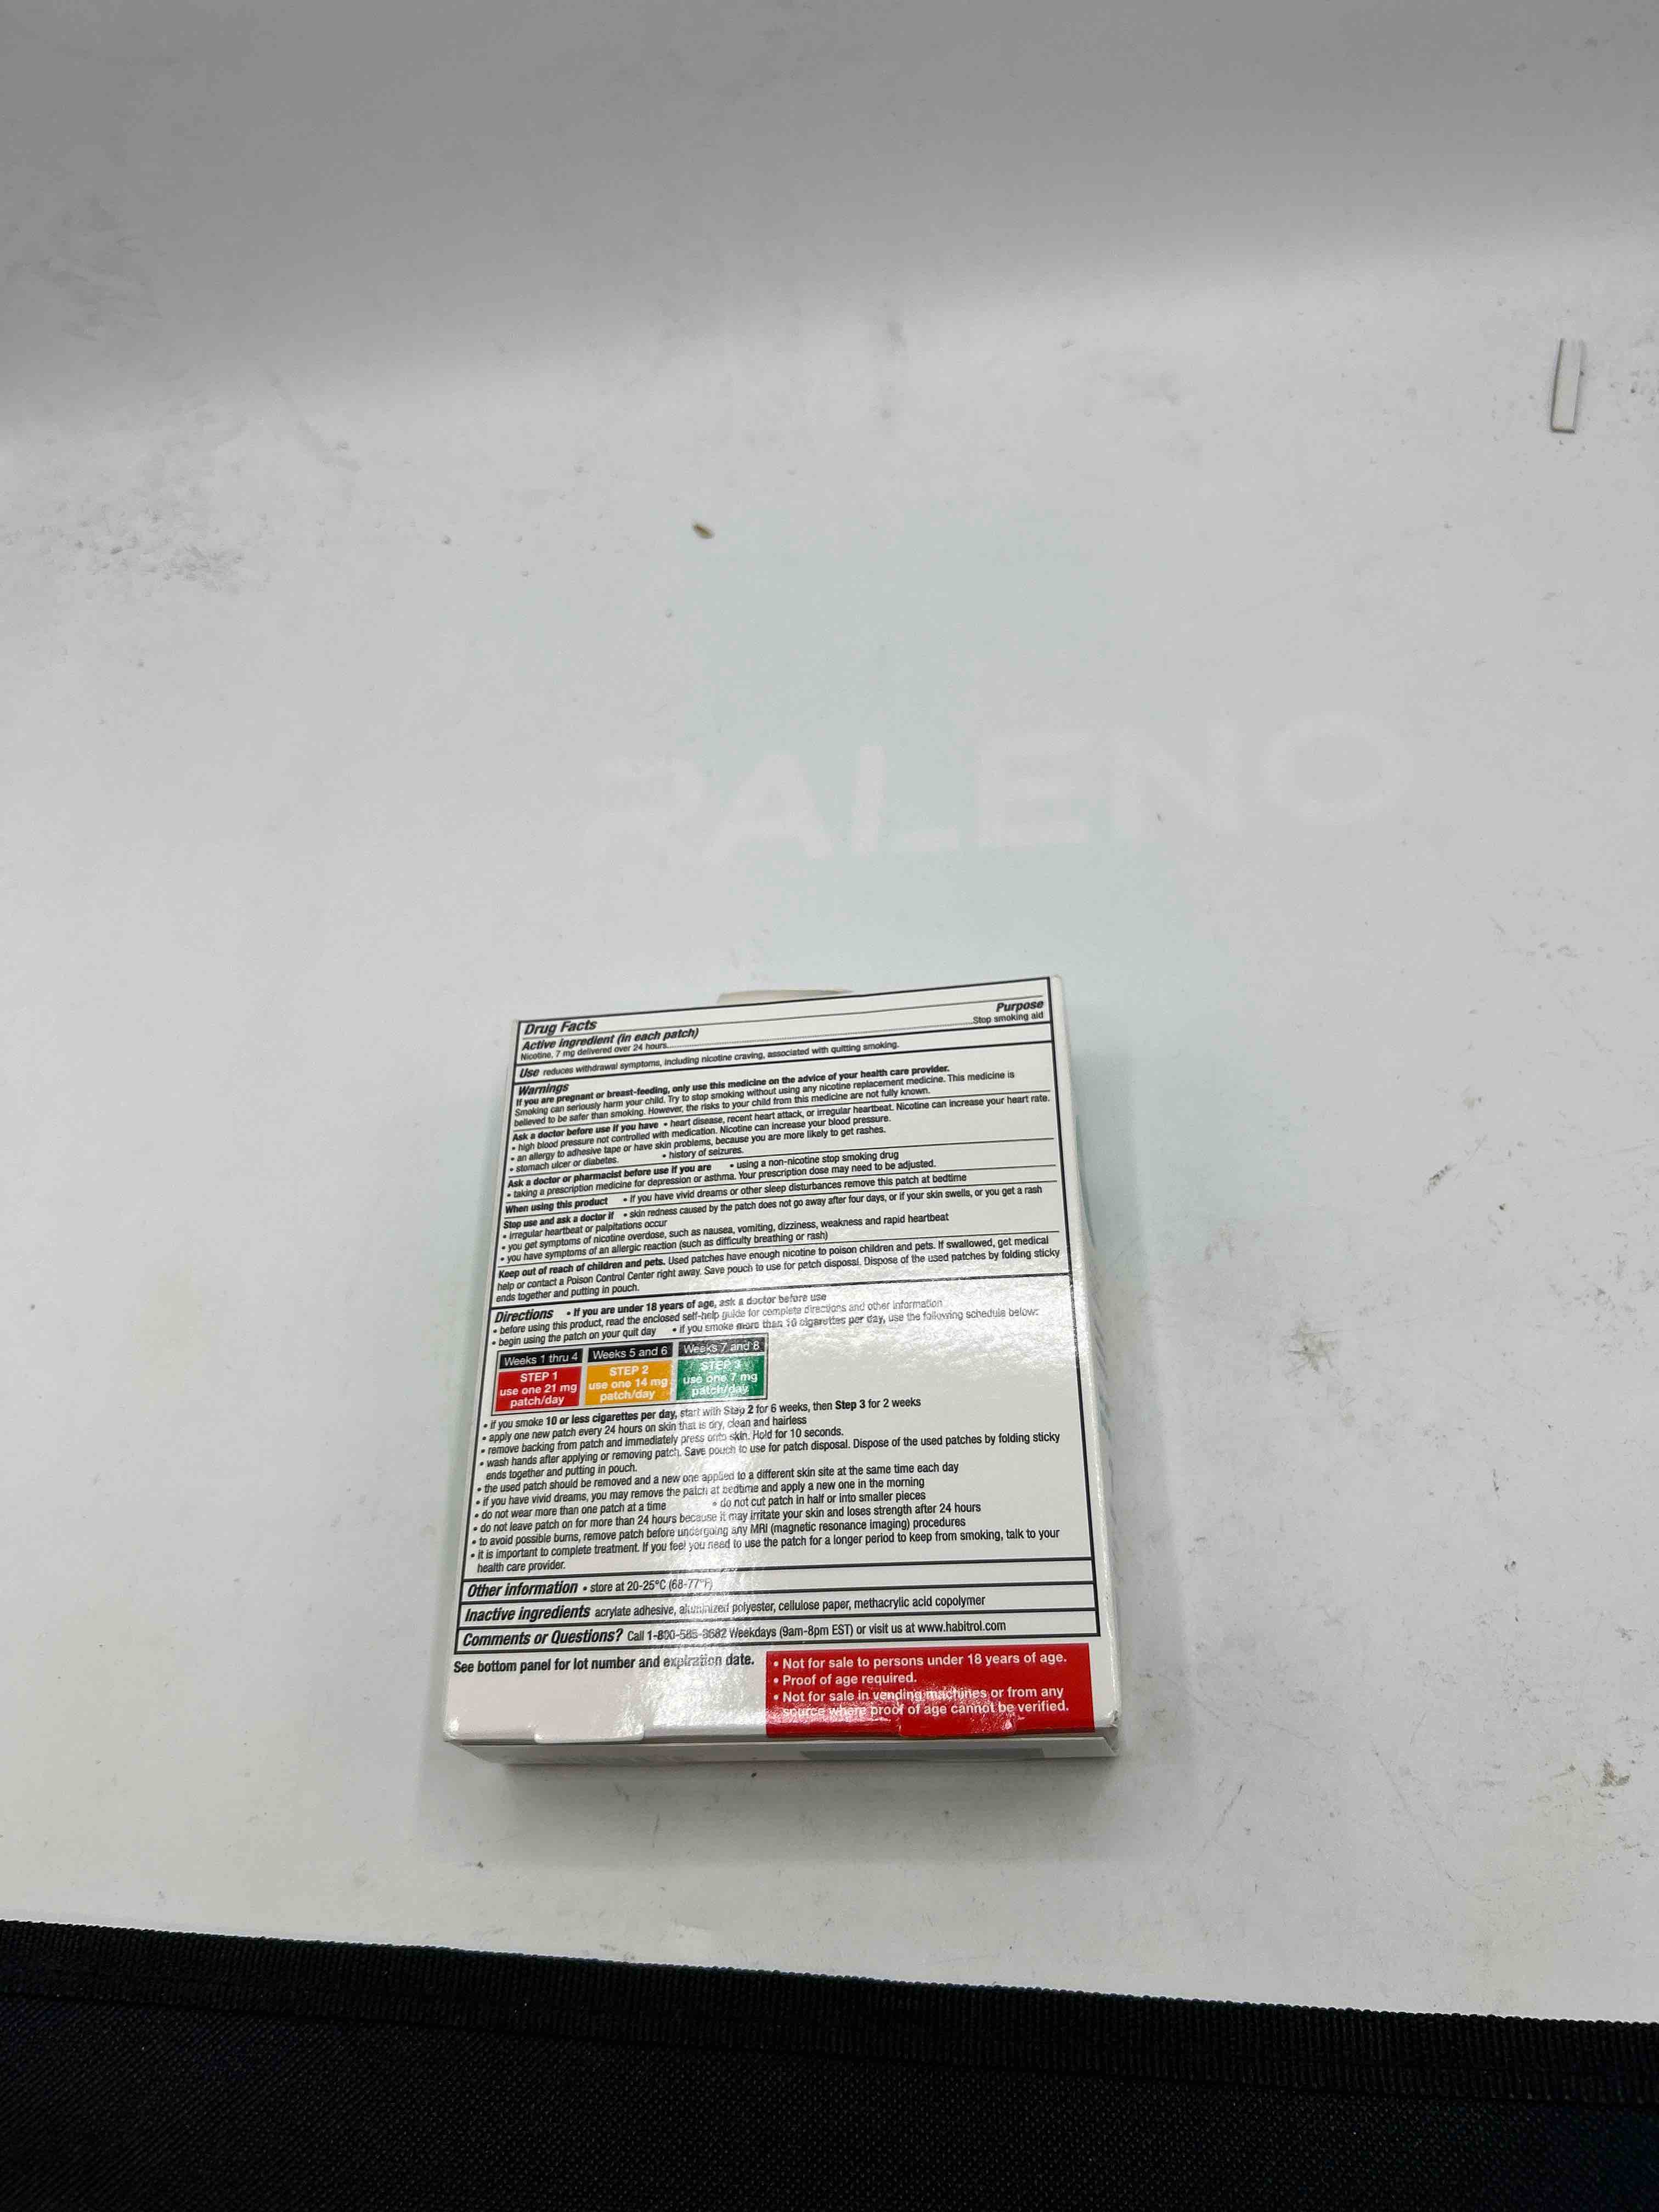 RALENO
Drug Facts
Active ingredient (in each patch)
Purpose
Nicotine, 7 mg delivered over 24 hours
Stop smoking aid
Use reduces withdrawal symptoms, including nicotine craving, associated with quitting smoking.
Warnings
If you are pregnant or breast-feeding, only use this medicine on the advice of your health care provider.
Smoking can seriously harm your child. Try to stop smoking without using any nicotine replacement medicine. This medicine is
believed to be safer than smoking. However, the risks to your child from this medicine are not fully known.
Ask a doctor before use if you have • heart disease, recent heart attack, or irregular heartbeat. Nicotine can increase your heart rate.
• high blood pressure not controlled with medication. Nicotine can increase your blood pressure.
• an allergy to adhesive tape or have skin problems, because you are more likely to get rashes.
• stomach ulcer or diabetes. • history of seizures.
Ask a doctor or pharmacist before use if you are • using a non-nicotine stop smoking drug
• taking a prescription medicine for depression or asthma. Your prescription dose may need to be adjusted.
When using this product • If you have vivid dreams or other sleep disturbances remove this patch at bedtime
Stop use and ask a doctor if • skin redness caused by the patch does not go away after four days, or if your skin swells, or you get a rash
• irregular heartbeat or palpitations occur
• you get symptoms of nicotine overdose, such as nausea, vomiting, dizziness, weakness and rapid heartbeat
• you have symptoms of an allergic reaction (such as difficulty breathing or rash)
Keep out of reach of children and pets. Used patches have enough nicotine to poison children and pets. If swallowed, get medical
help or contact a Poison Control Center right away. Save pouch to use for patch disposal. Dispose of the used patches by folding sticky
ends together and putting in pouch.
Directions • If you are under 18 years of age, ask a doctor before use
• before using this product, read the enclosed self-help guide for complete directions and other information
• begin using the patch on your quit day • if you smoke more than 10 cigarettes per day, use the following schedule below:
Weeks 1 thru 4 Weeks 5 and 6 Weeks 7 and 8
STEP 1 STEP 2 STEP 3
use one 21 mg use one 14 mg use one 7 mg
patch/day patch/day patch/day
• if you smoke 10 or less cigarettes per day, start with Step 2 for 6 weeks, then Step 3 for 2 weeks
• apply one new patch every 24 hours on skin that is dry, clean and hairless
• remove backing from patch and immediately press onto skin. Hold for 10 seconds.
• wash hands after applying or removing patch. Save pouch to use for patch disposal. Dispose of the used patches by folding sticky
ends together and putting in pouch.
• the used patch should be removed and a new one applied to a different skin site at the same time each day
• if you have vivid dreams, you may remove the patch at bedtime and apply a new one in the morning
• do not wear more than one patch at a time • do not cut patch in half or into smaller pieces
• do not leave patch on for more than 24 hours because it may irritate your skin and loses strength after 24 hours
• to avoid possible burns, remove patch before undergoing any MRI (magnetic resonance imaging) procedures
• it is important to complete treatment. If you feel you need to use the patch for a longer period to keep from smoking, talk to your
health care provider.
Other information • store at 20-25°C (68-77°F)
Inactive ingredients acrylate adhesive, aluminized polyester, cellulose paper, methacrylic acid copolymer
Comments or Questions? Call 1-800-585-8682 Weekdays (9am-8pm EST) or visit us at www.habitrol.com
See bottom panel for lot number and expiration date.
• Not for sale to persons under 18 years of age.
• Proof of age required.
• Not for sale in vending machines or from any
source where proof of age cannot be verified.